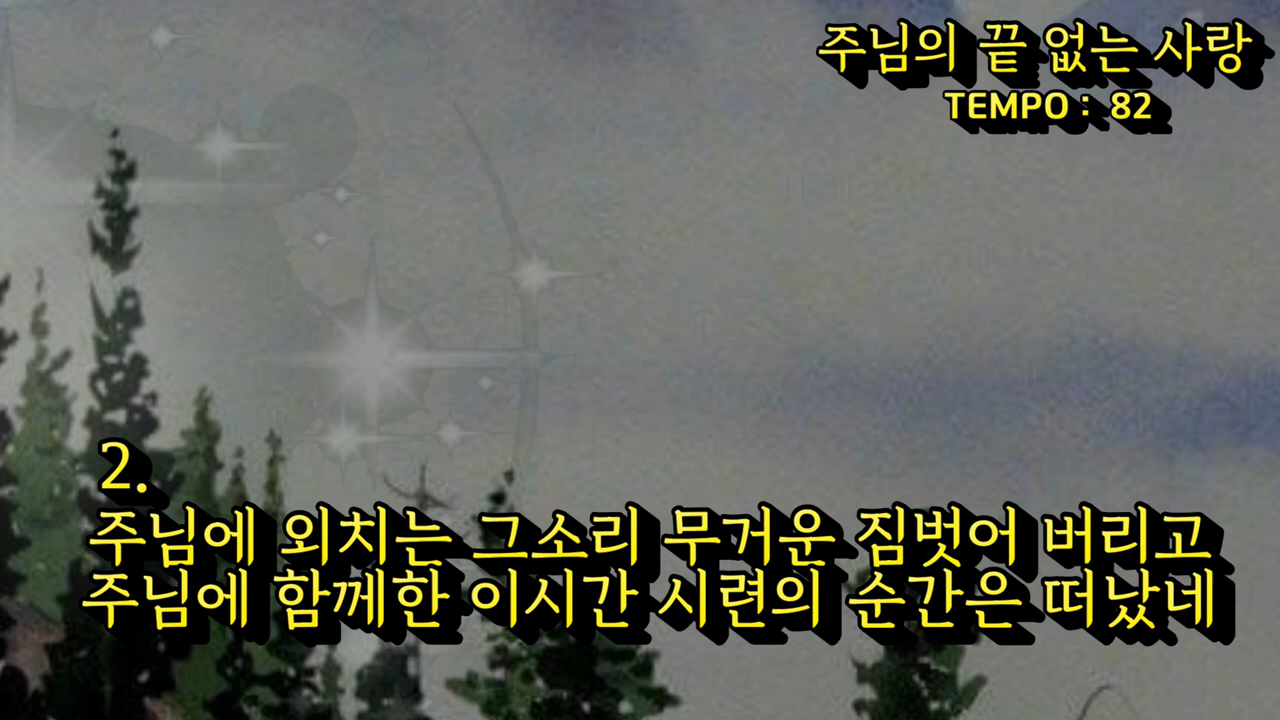 주님의 끝 없는 사랑
TEMPO : 82
2.
주님에 외치는 그소리 무거운 짐벗어 버리고
주님에 함께한 이시간 시련의 순간은 떠났네